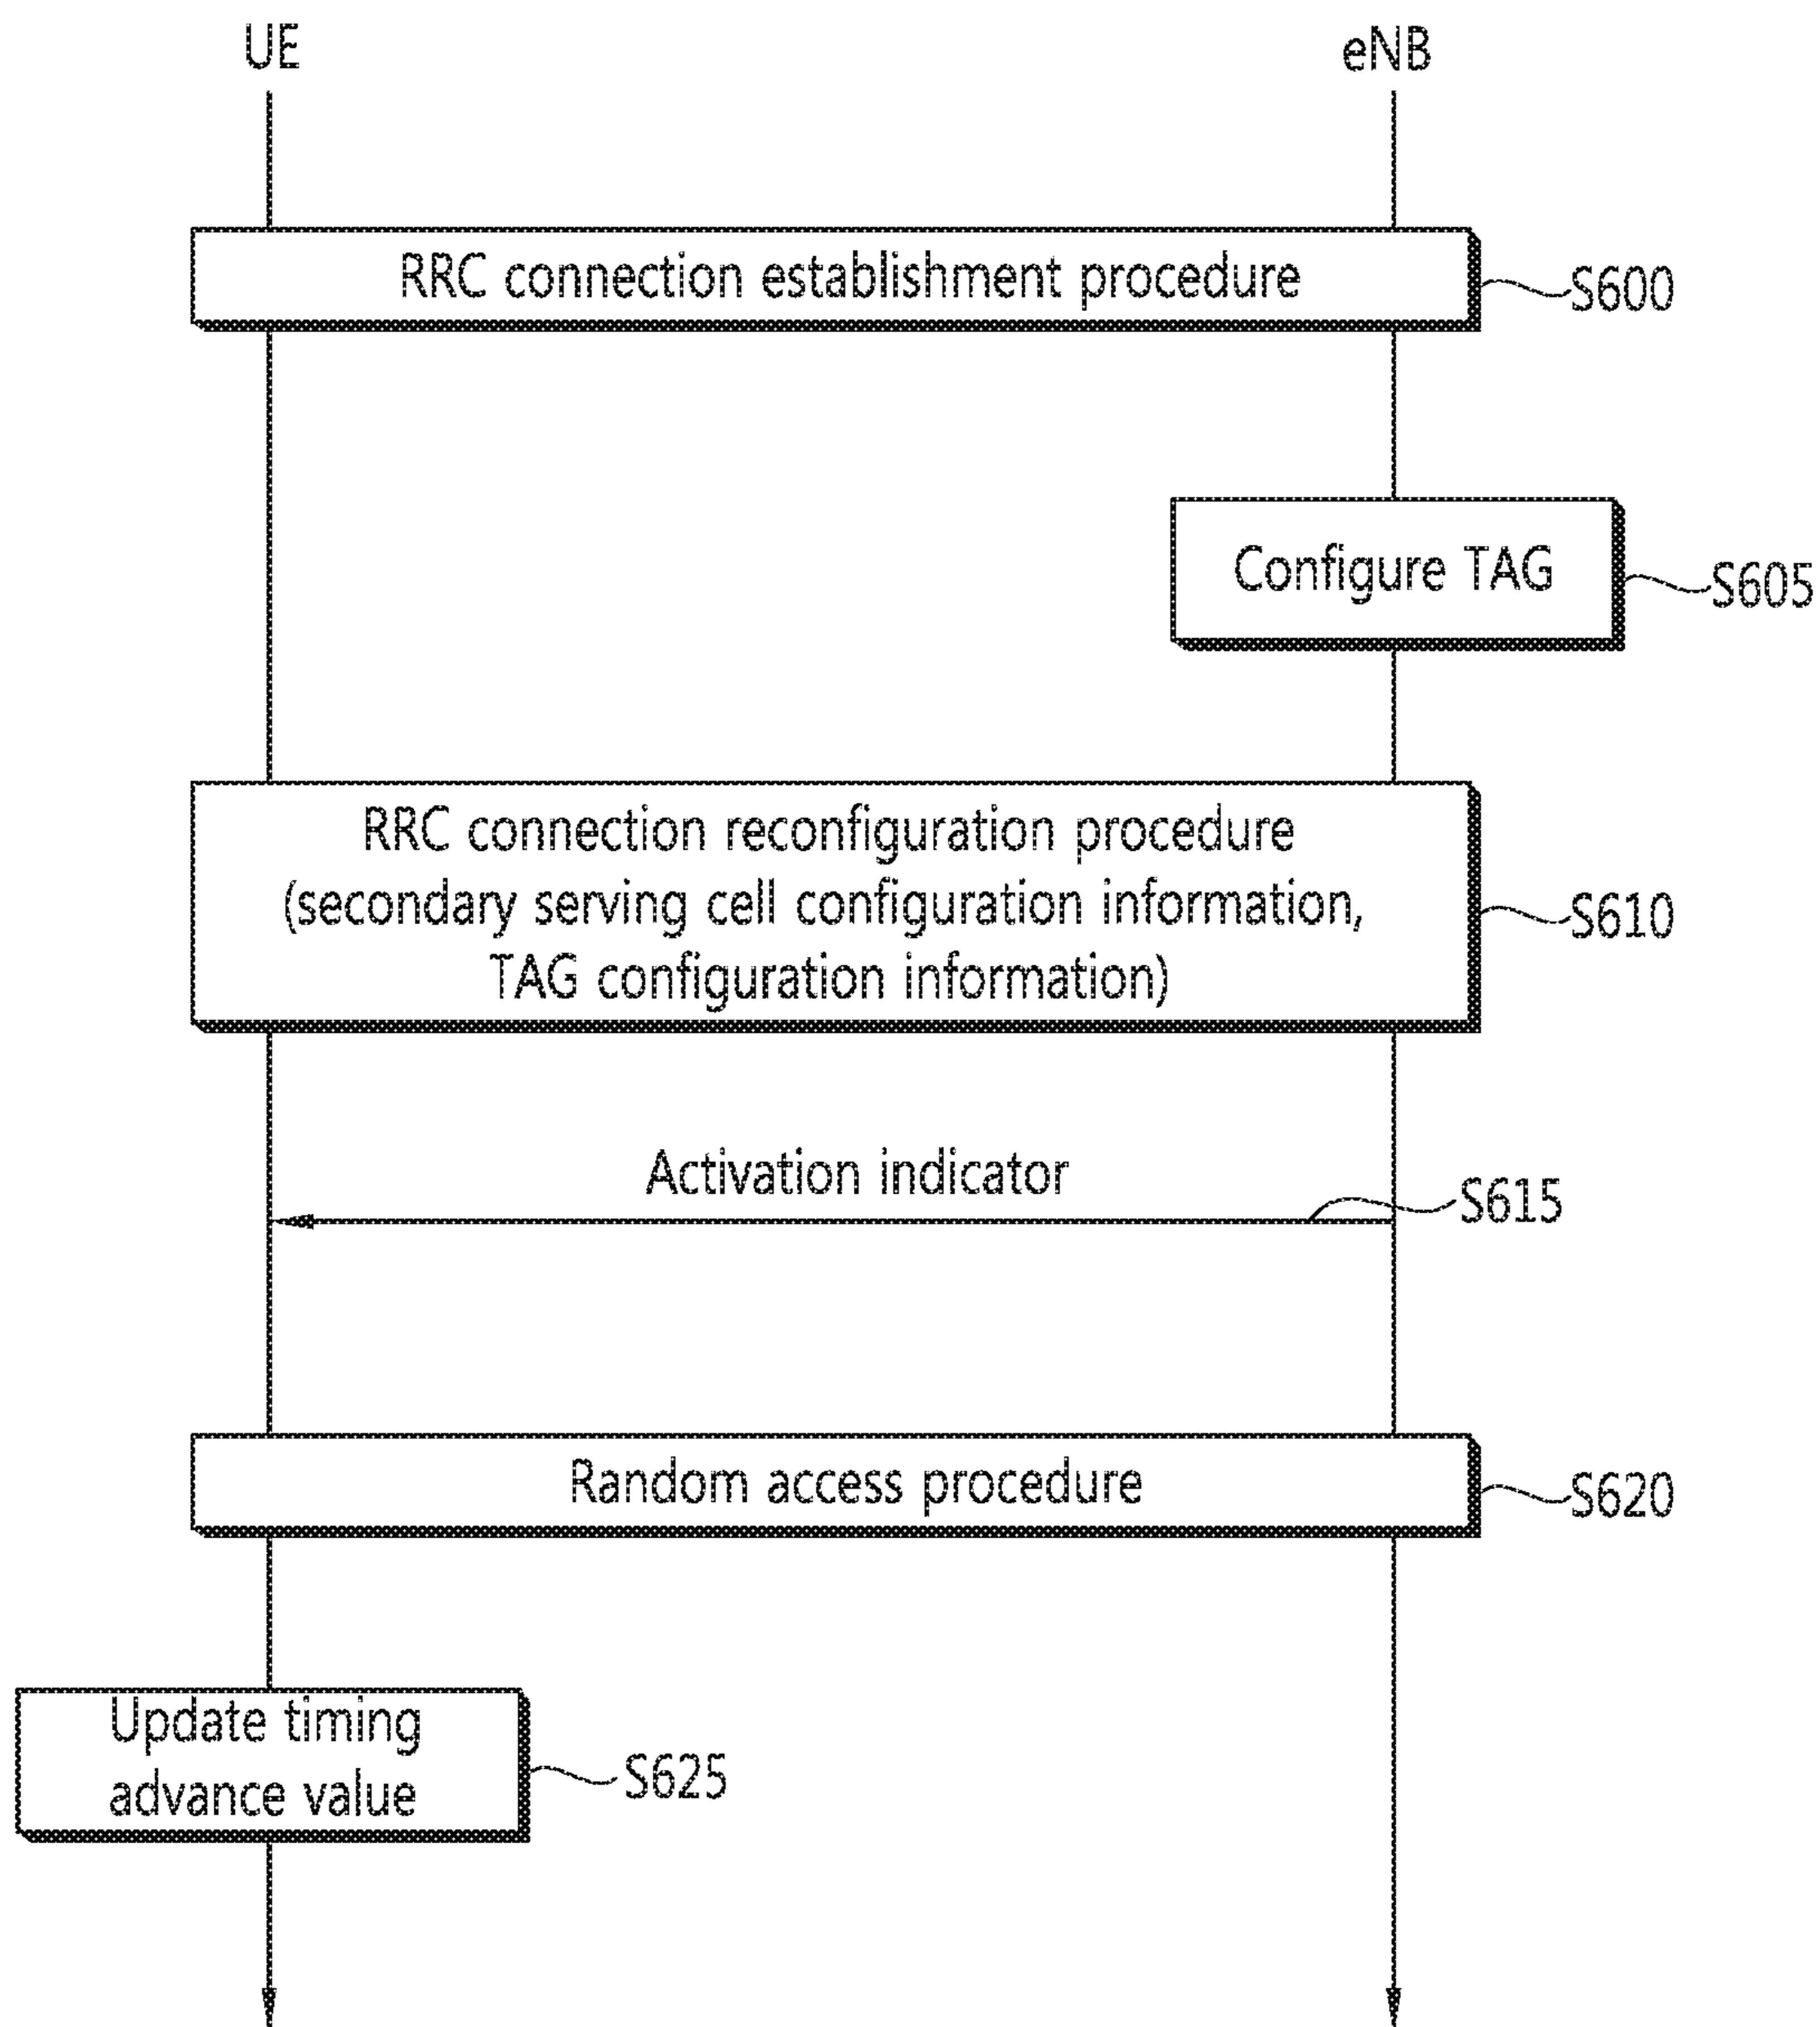 UE
eNB
RRC connection establishment procedure
S600
Configure TAG
S605
RRC connection reconfiguration procedure
(secondary serving cell configuration information,
TAG configuration information)
S610
Activation indicator
S615
Random access procedure
S620
Update timing
advance value
S625